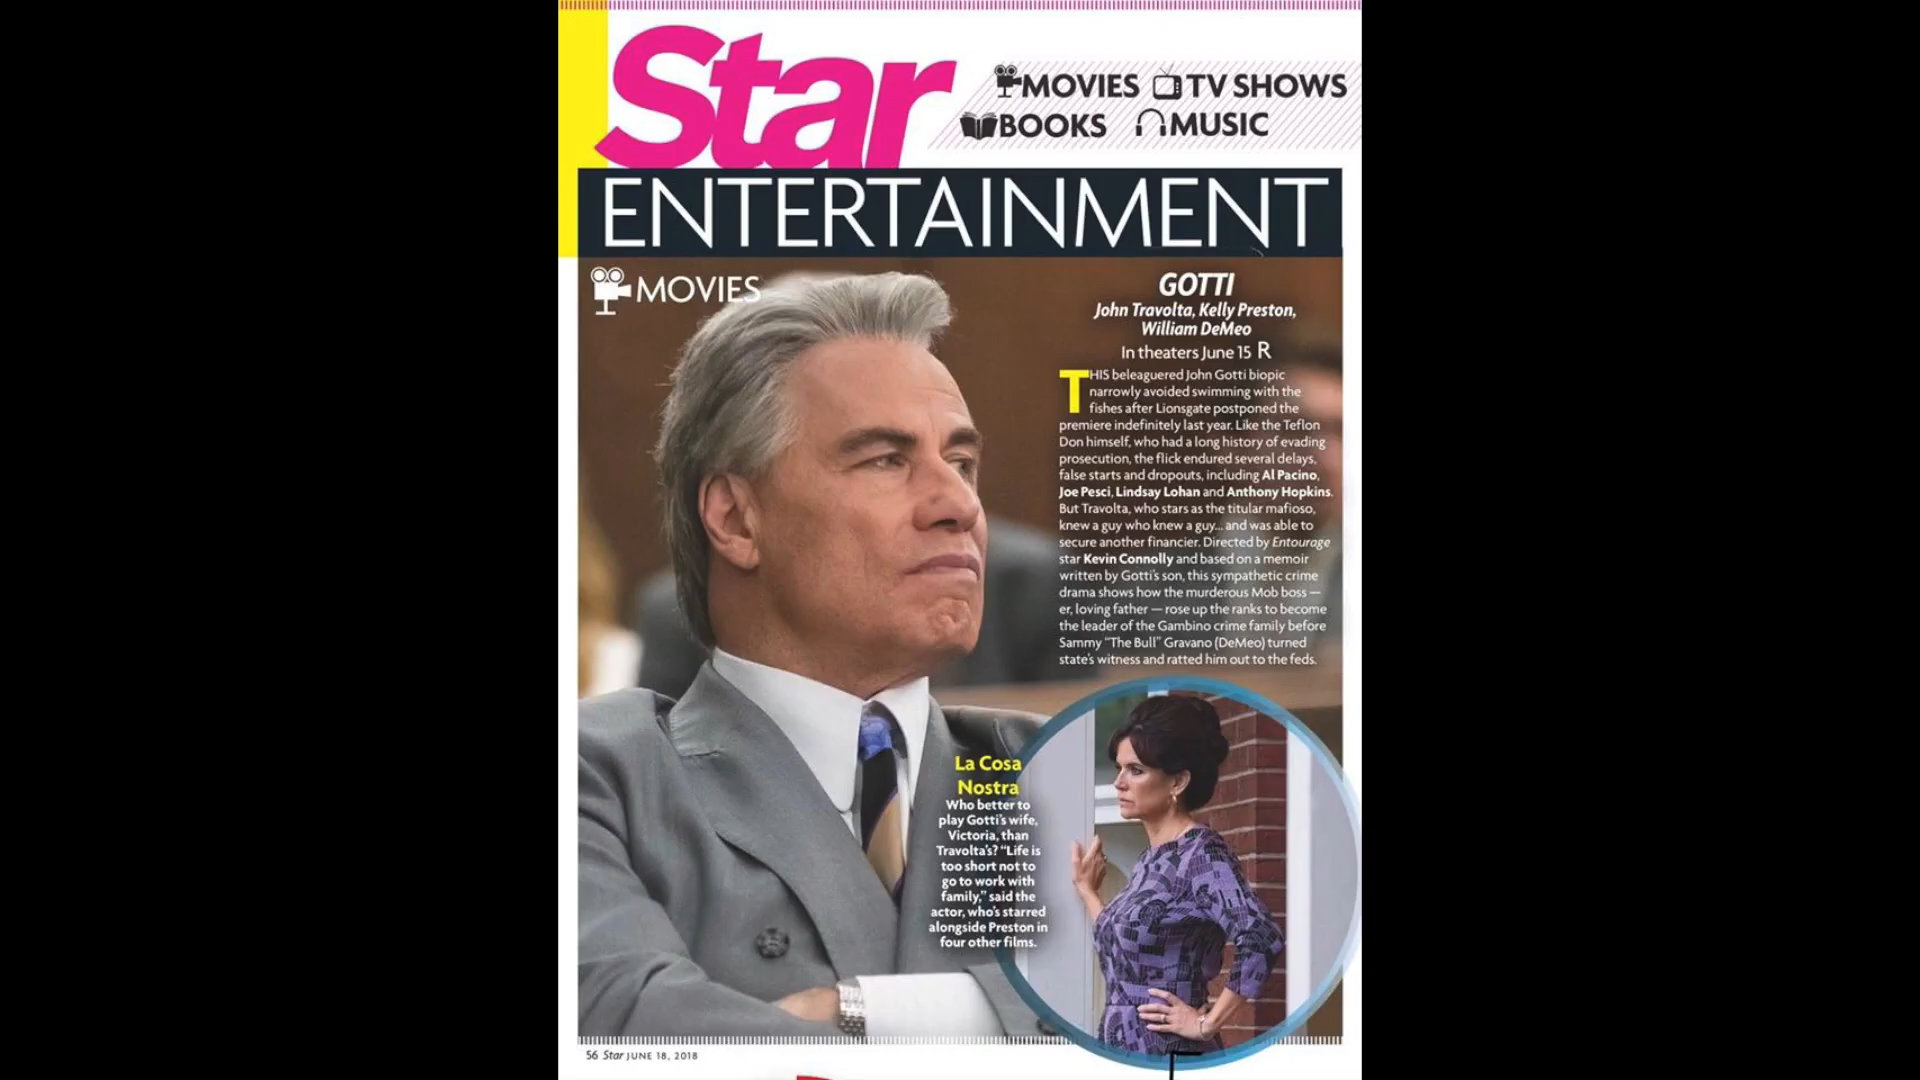 Star
MOVIES TV SHOWS
BOOKS MUSIC
ENTERTAINMENT
MOVIES
GOTTI
John Travolta, Kelly Preston,
William DeMeo
In theaters June 15 R
THIS beleaguered John Gotti biopic
narrowly avoided swimming with the
fishes after Lionsgate postponed the
premiere indefinitely last year. Like the Teflon
Don himself, who had a long history of evading
prosecution, the flick endured several delays,
false starts and dropouts, including Al Pacino,
Joe Pesci, Lindsay Lohan and Anthony Hopkins.
But Travolta, who stars as the titular mafioso,
knew a guy who knew a guy... and was able to
secure another financier. Directed by Entourage
star Kevin Connolly and based on a memoir
written by Gotti's son, this sympathetic crime
drama shows how the murderous Mob boss —
er, loving father — rose up the ranks to become
the leader of the Gambino crime family before
Sammy "The Bull" Gravano (DeMeo) turned
state's witness and ratted him out to the feds.
La Cosa
Nostra
Who better to
play Gotti's wife,
Victoria, than
Travolta's? "Life is
too short not to
go to work with
family," said the
actor, who's starred
alongside Preston in
four other films.
56 Star JUNE 18, 2018